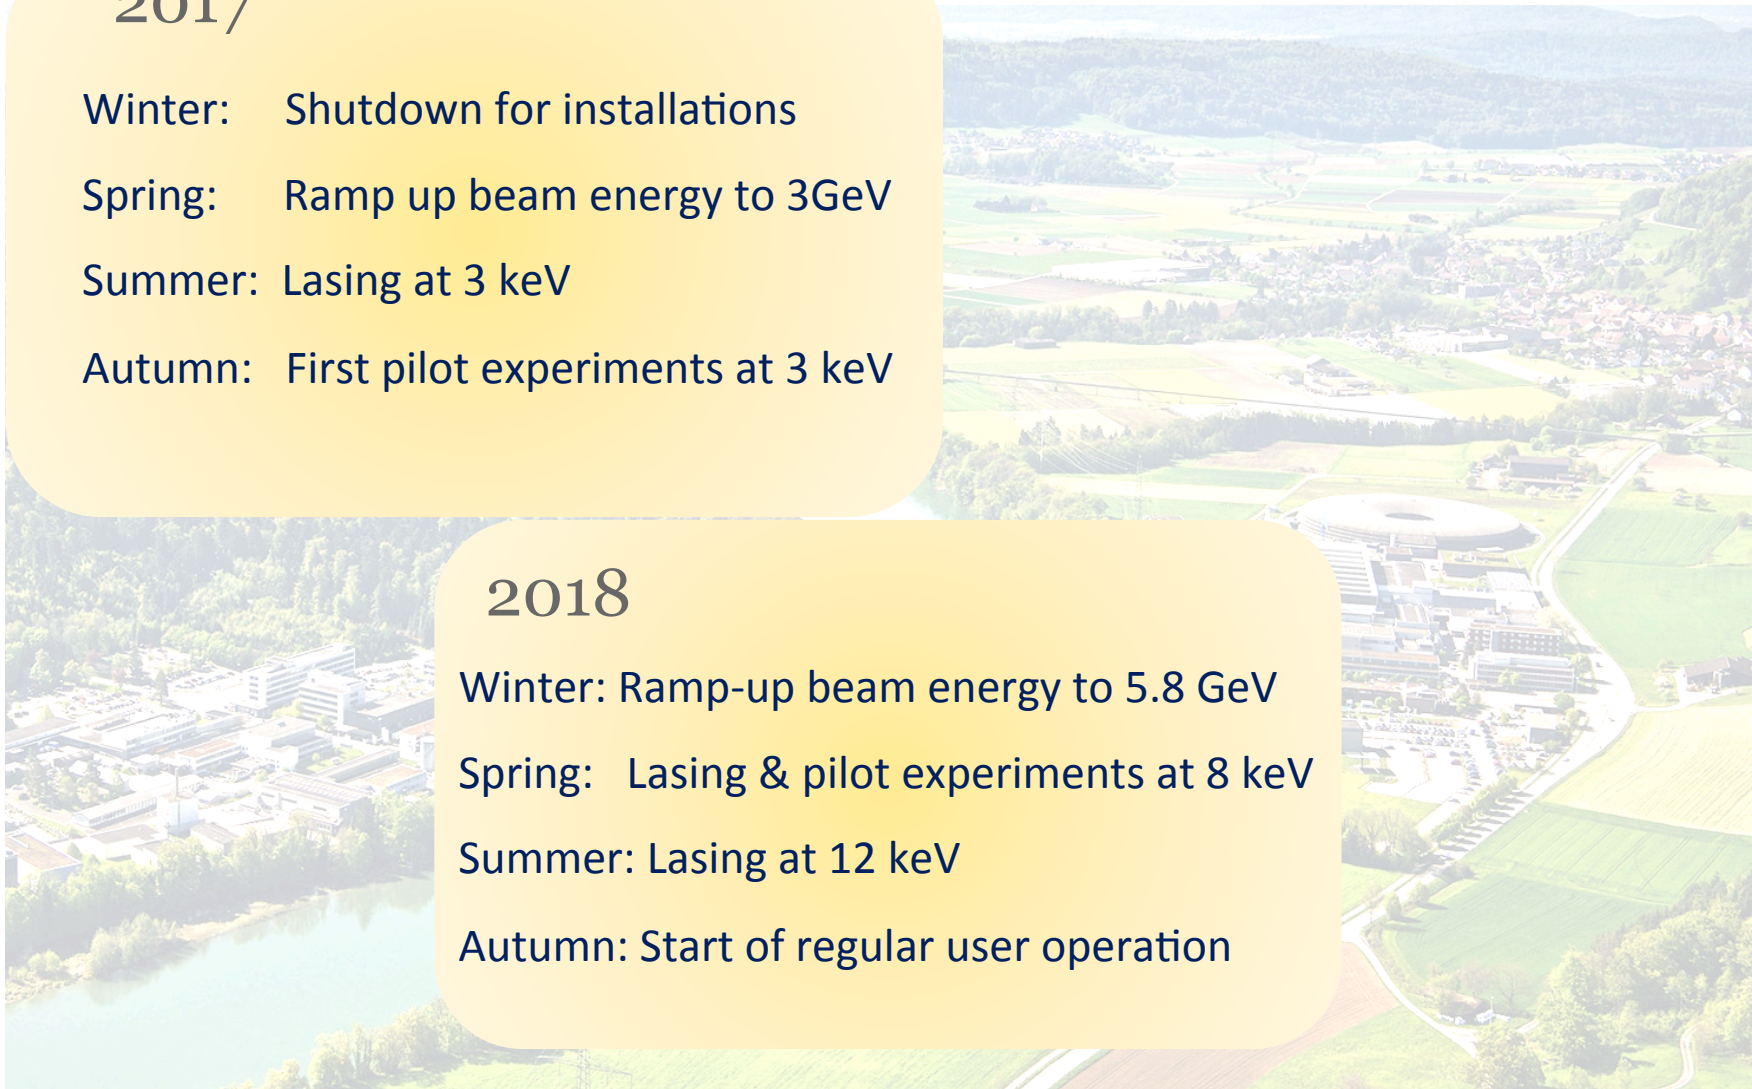 2017
Winter: Shutdown for installations
Spring: Ramp up beam energy to 3GeV
Summer: Lasing at 3 keV
Autumn: First pilot experiments at 3 keV
2018
Winter: Ramp-up beam energy to 5.8 GeV
Spring: Lasing & pilot experiments at 8 keV
Summer: Lasing at 12 keV
Autumn: Start of regular user operation